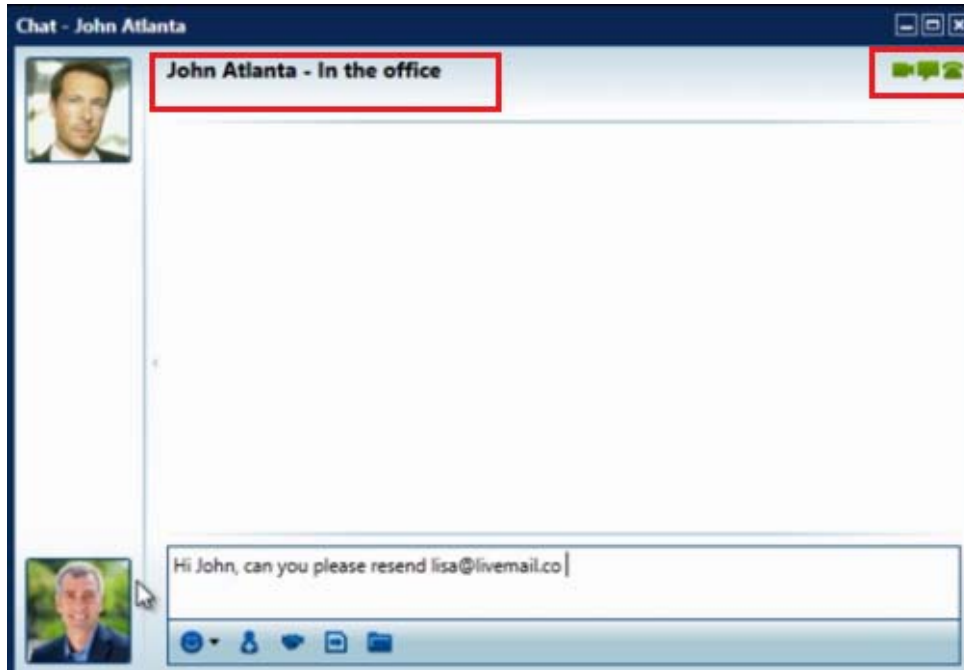 Chat - John Atlanta
John Atlanta - In the office
Hi John, can you please resend lisa@livemail.co